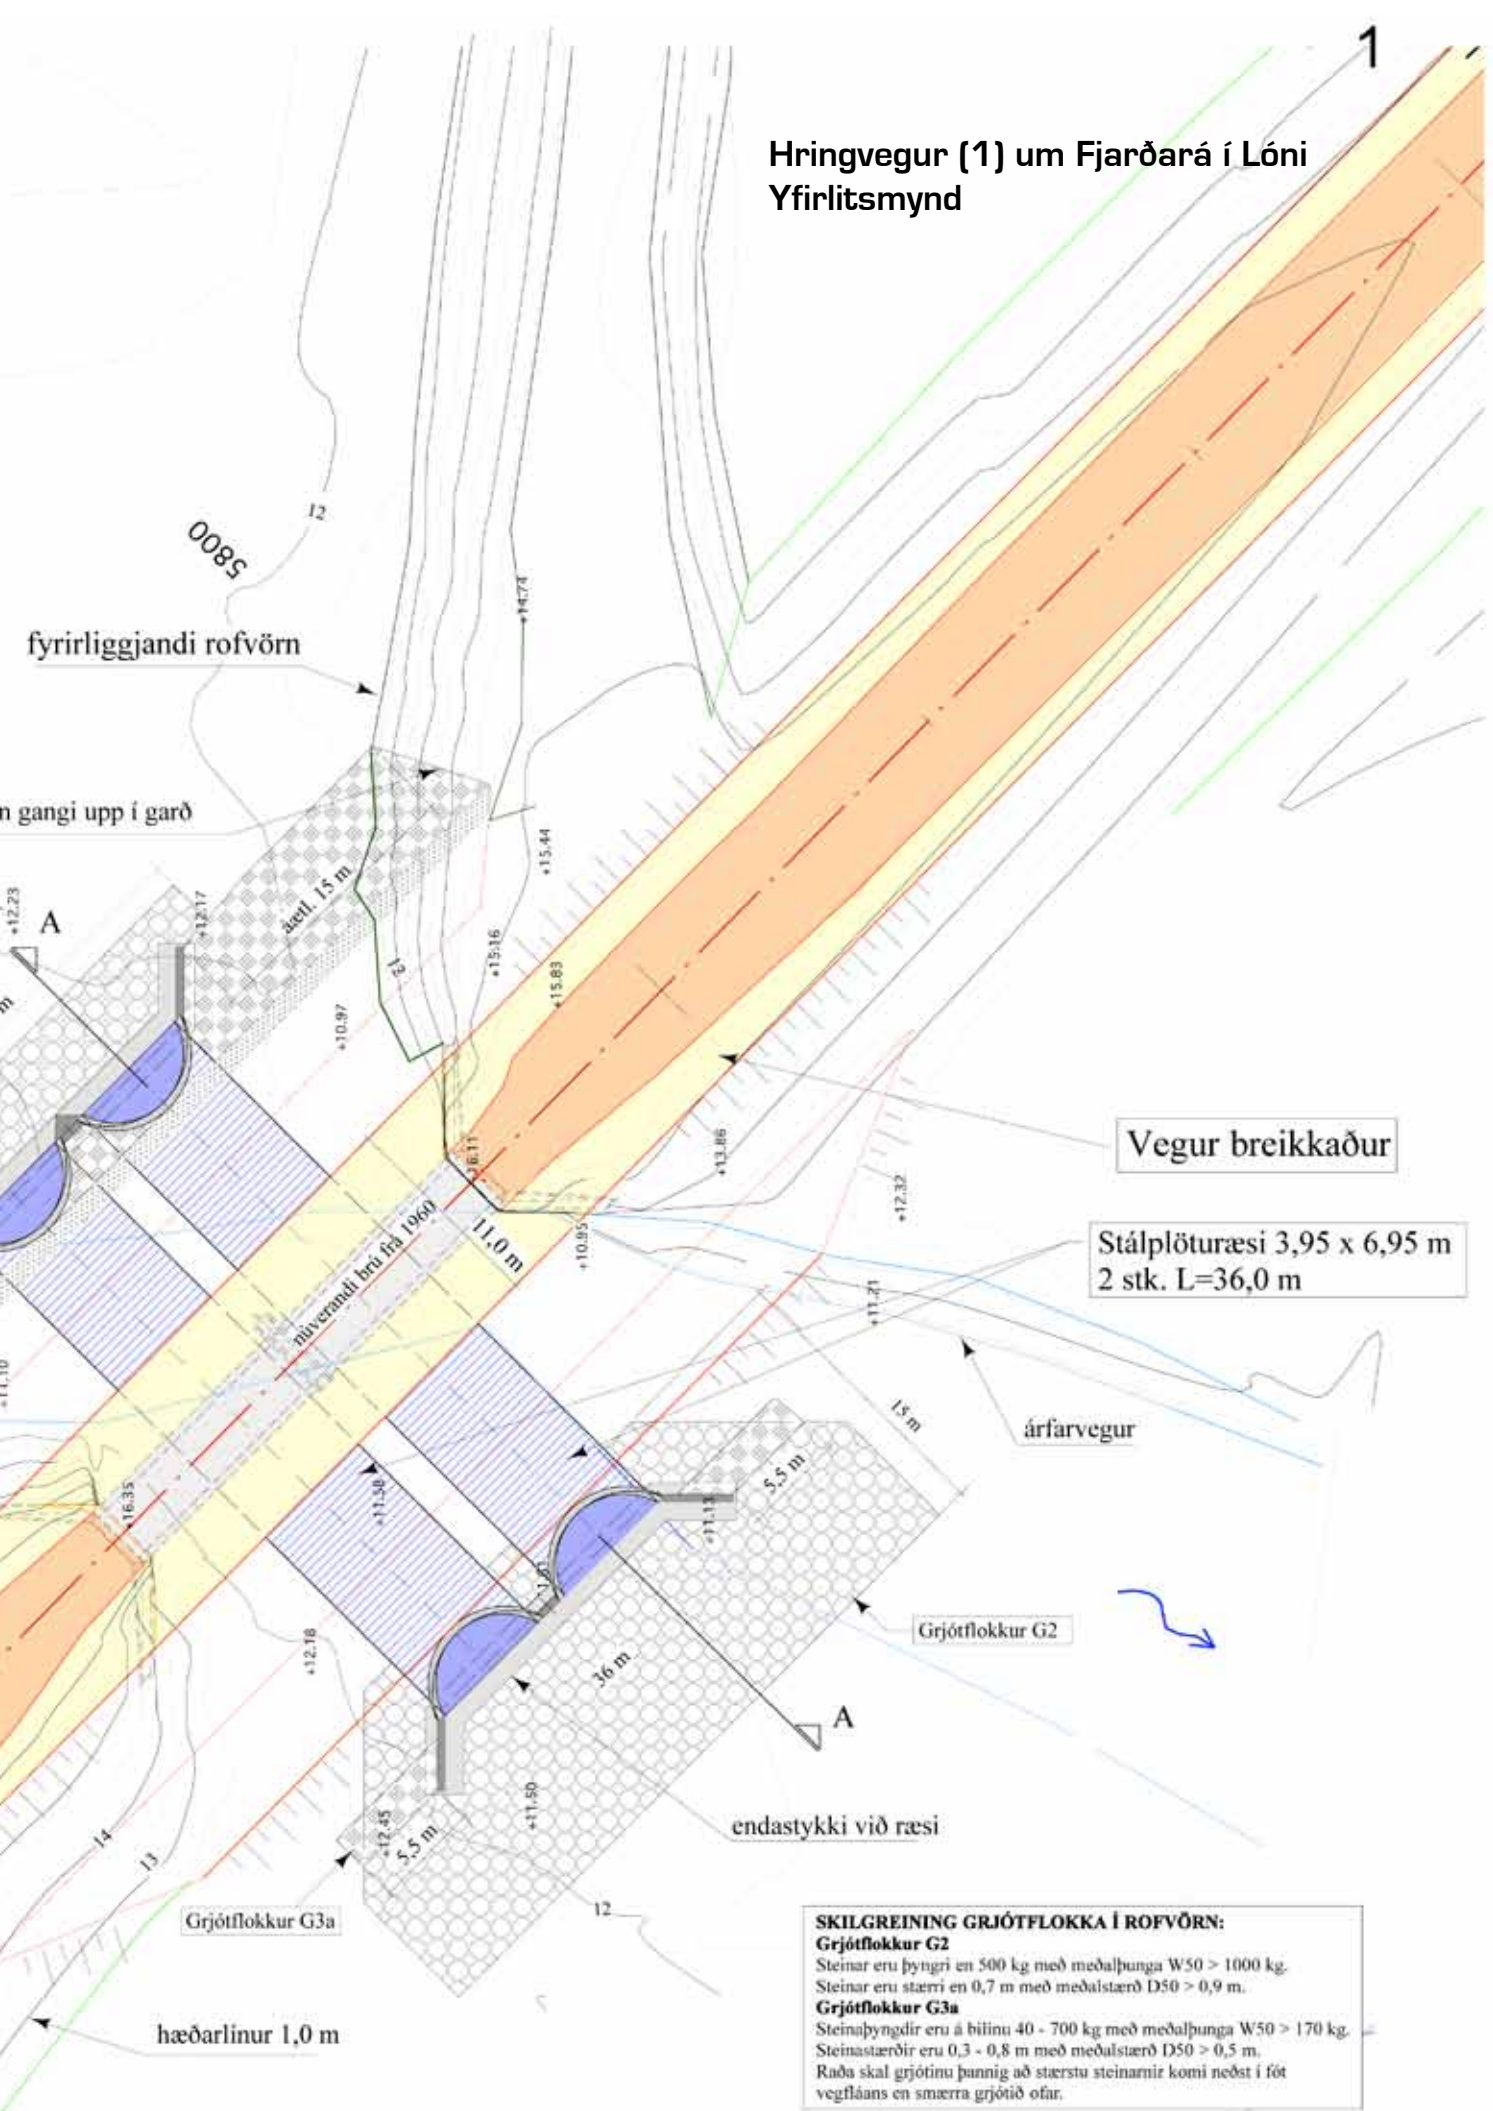 1
Hringvegur (1) um Fjarðará í Lóni
Yfirlitsmynd
12
5800
+14.74
fyrirliggjandi rofvörn
gangi upp í garð
+15.44
áætl. 15 m
+12.23
A
+12.17
12
+15.16
+15.83
m
+10.97
+13.86
Vegur breikkaður
+16.11
+12.32
núverandi brú frá 1960
11,0 m
+10.95
Stálplöturæsi 3,95 x 6,95 m
2 stk. L=36,0 m
+11.21
+11.10
árfarvegur
15 m
5,5 m
+16.35
+11.58
+11.13
Grjótflokkur G2
+12.18
36 m
A
+11.50
endastykki við ræsi
+12.45
5,5 m
14
13
Grjótflokkur G3a
12
hæðarlínur 1,0 m
SKILGREINING GRJÓTFLOKKA Í ROFVÖRN:
Grjótflokkur G2
Steinar eru þyngri en 500 kg með meðalþunga W50 > 1000 kg.
Steinar eru stærri en 0,7 m með meðalstærð D50 > 0,9 m.
Grjótflokkur G3a
Steinaþyngdir eru á bilinu 40 - 700 kg með meðalþunga W50 > 170 kg.
Steinastærðir eru 0,3 - 0,8 m með meðalstærð D50 > 0,5 m.
Raða skal grjótinu þannig að stærstu steinarnir komi neðst í fót
vegfláans en smærra grjótið ofar.